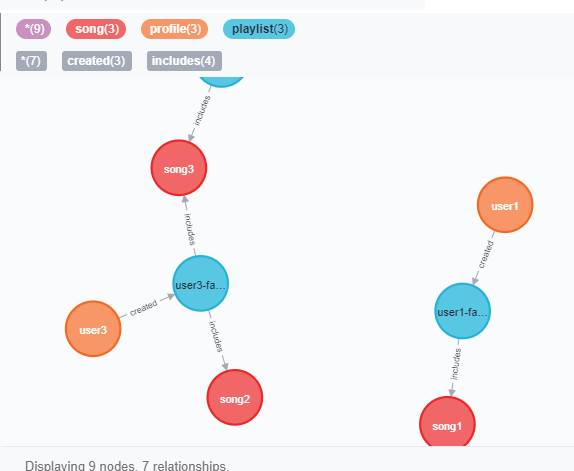 *(9) song(3) profile(3) playlist(3)
*(7) created(3) includes(4)
includes
song3
user1
includes
created
user3-fa...
created
user1-fa...
user3
includes
includes
song2
song1
Displaying 9 nodes, 7 relationships.